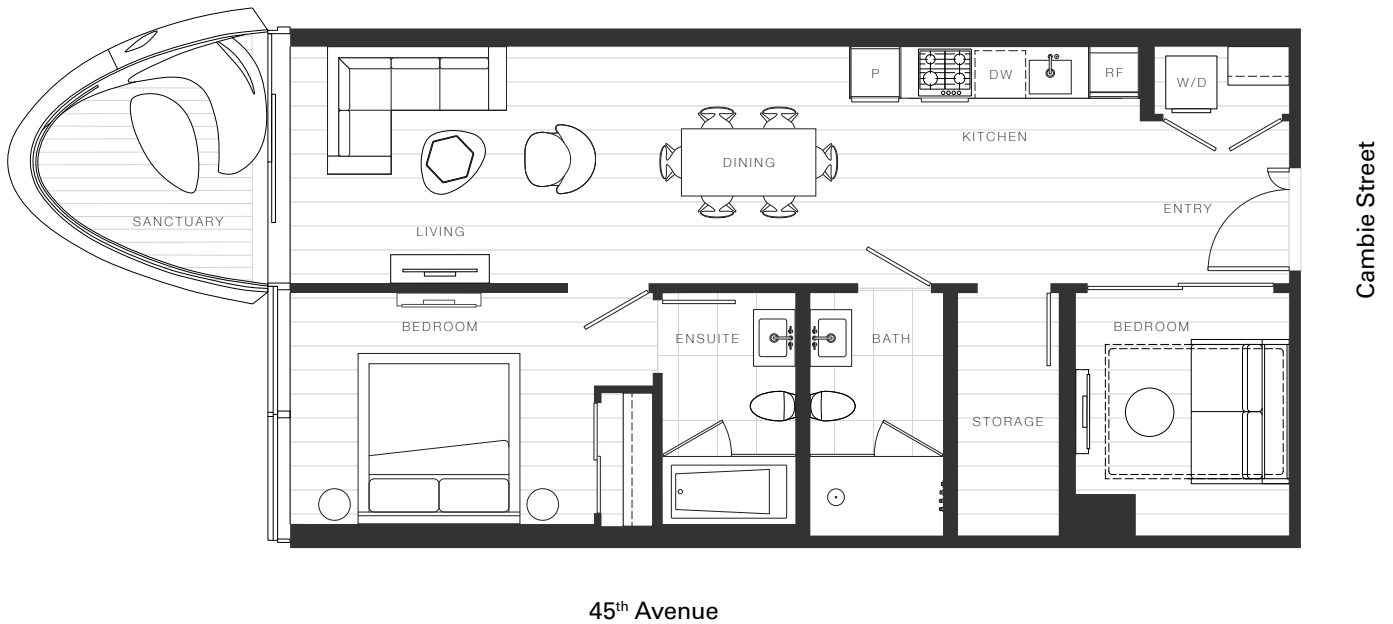 P
DW
RF
W/D
KITCHEN
DINING
ENTRY
SANCTUARY
LIVING
BEDROOM
ENSUITE
BATH
BEDROOM
STORAGE
Cambie Street
45th Avenue